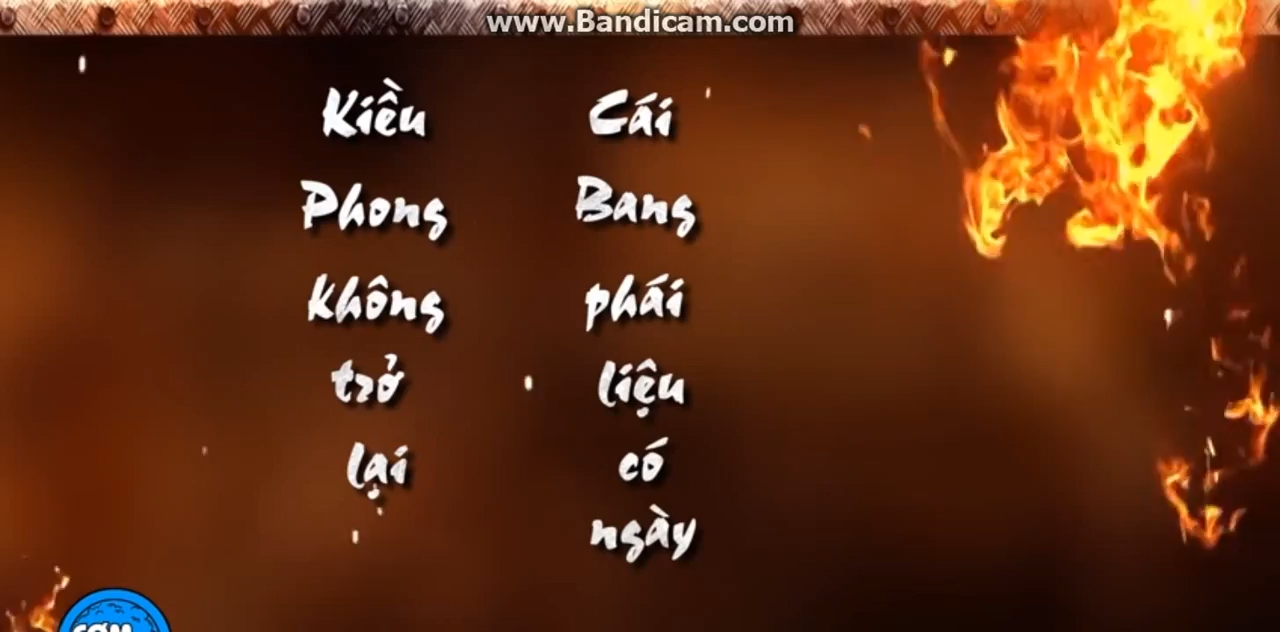 www.Bandicam.com
Kiều
Phong
không
trở
lại
Cái
Bang
phái
liệu
có
ngày